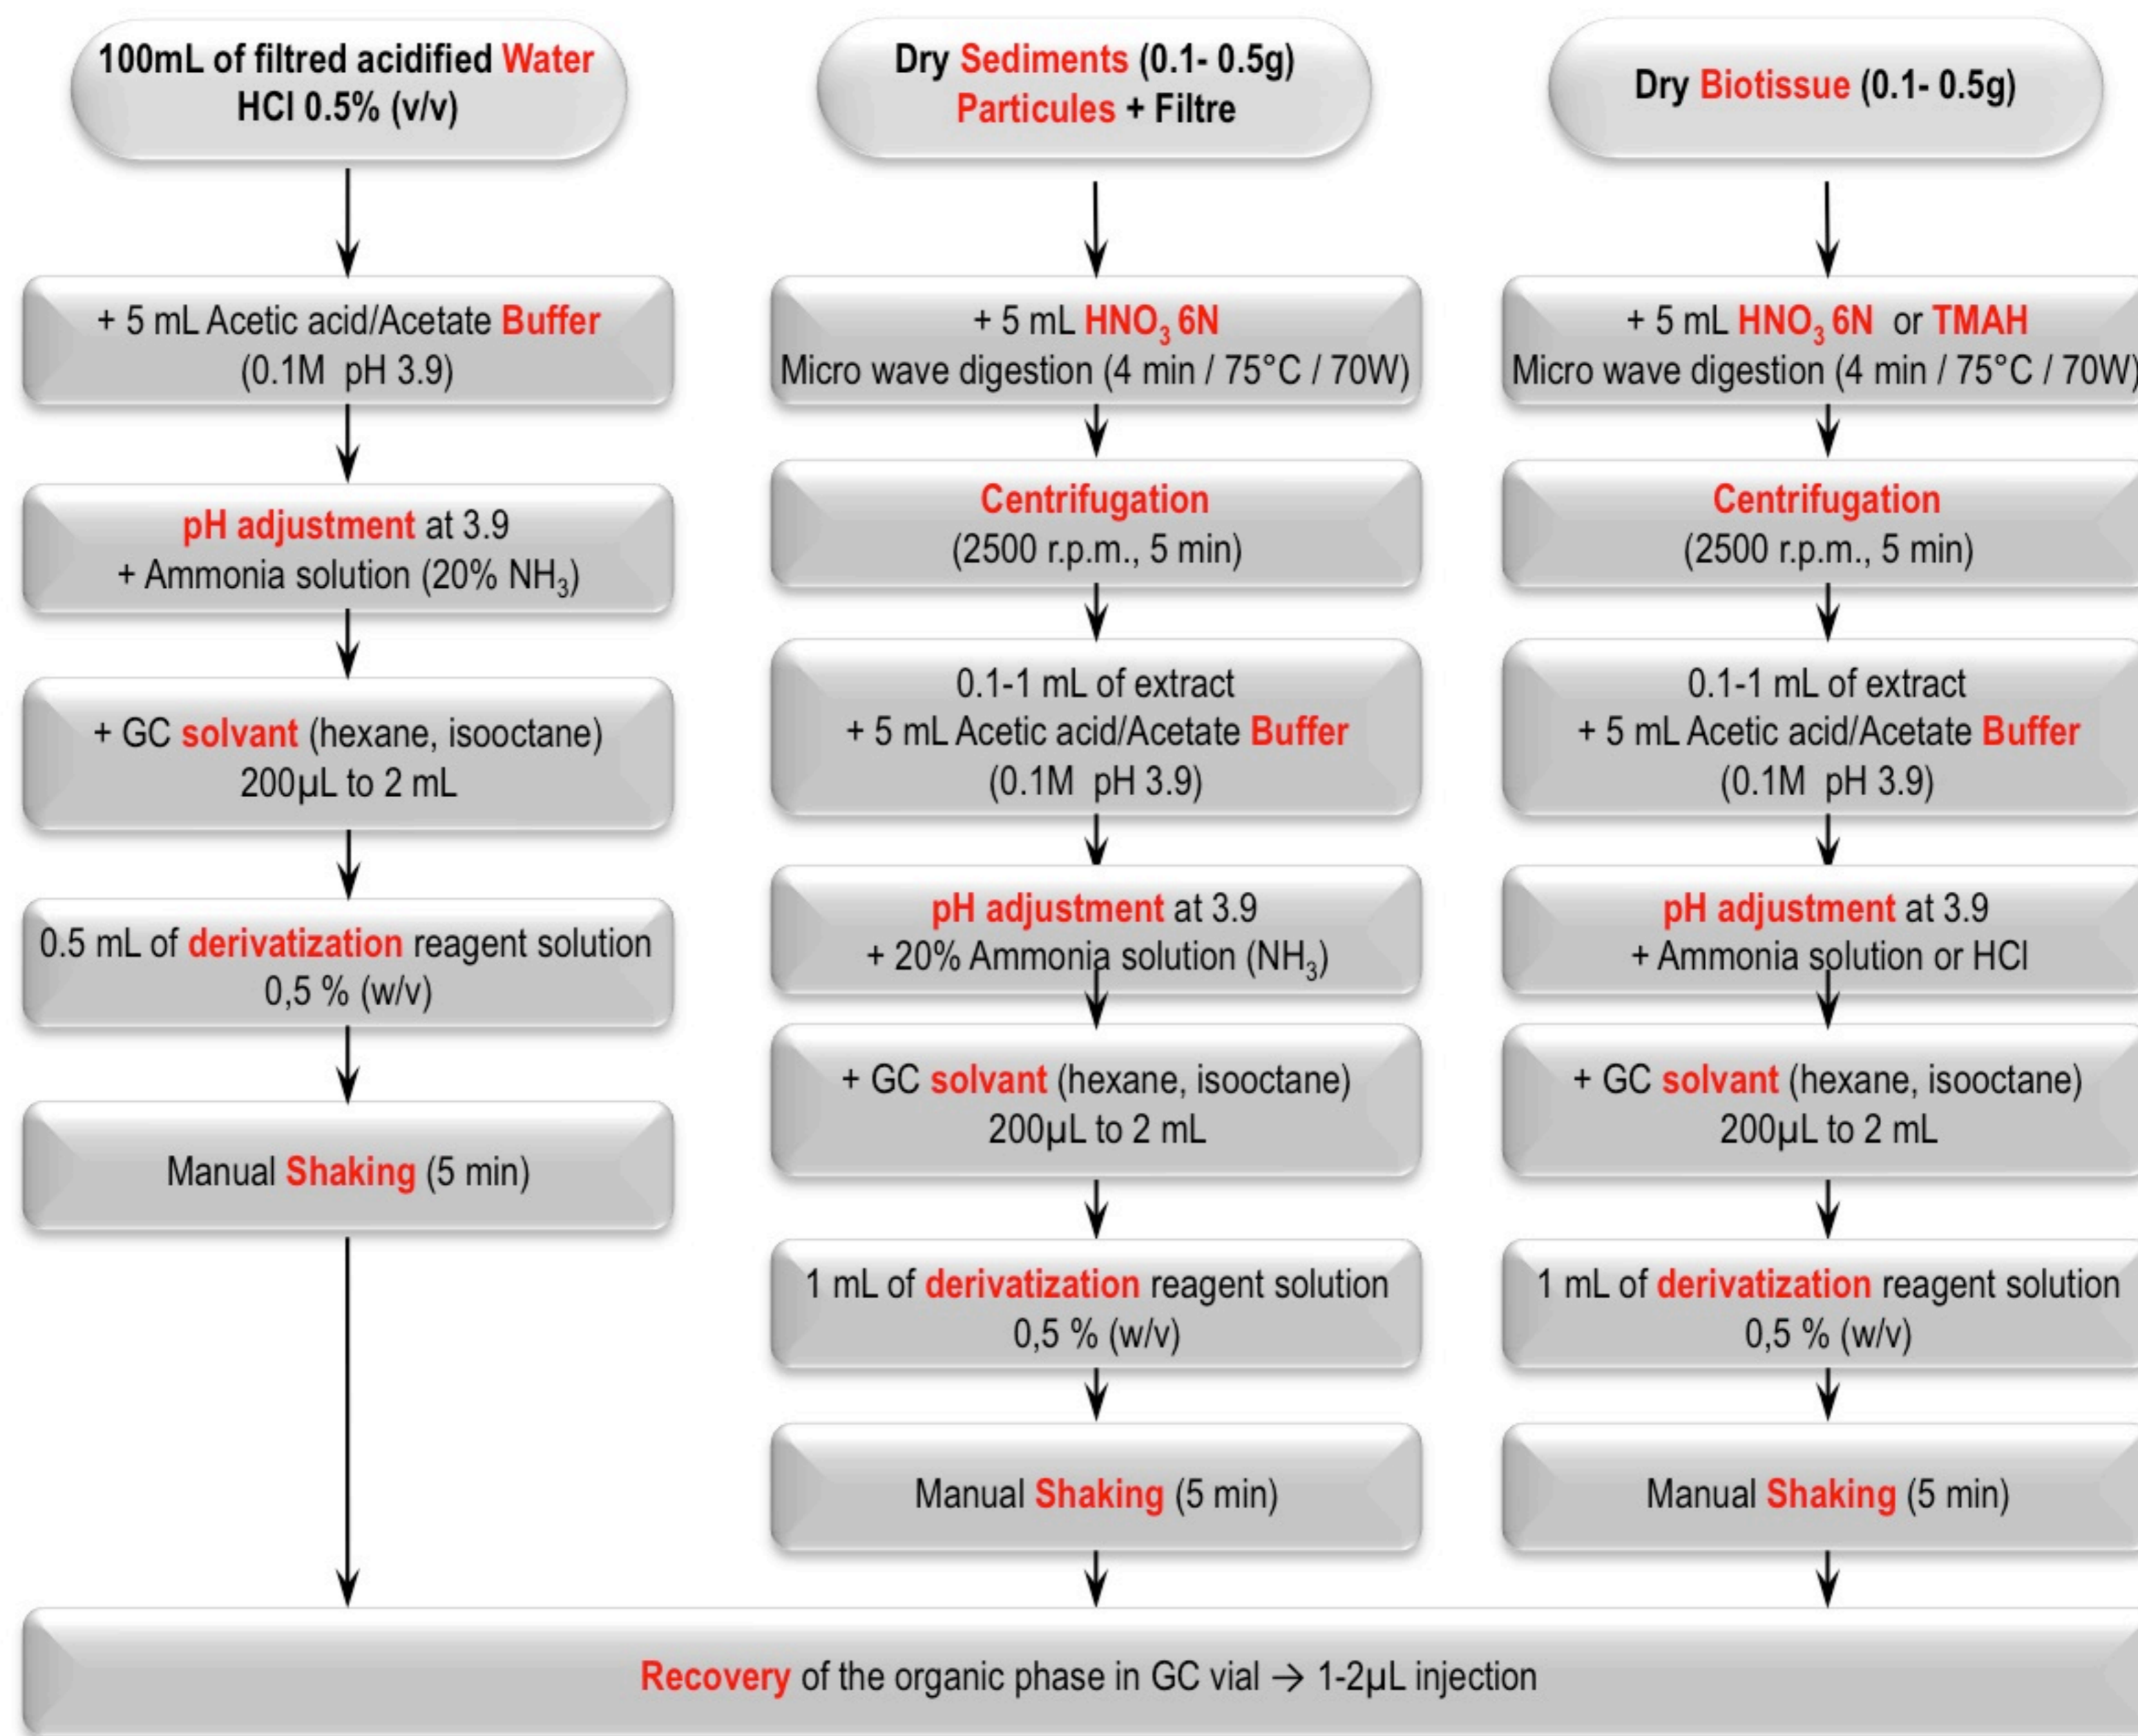 100mL of filtred acidified Water
HCl 0.5% (v/v)
+ 5 mL Acetic acid/Acetate Buffer
(0.1M pH 3.9)
pH adjustment at 3.9
+ Ammonia solution (20% NH₃)
+ GC solvant (hexane, isooctane)
200µL to 2 mL
0.5 mL of derivatization reagent solution
0,5 % (w/v)
Manual Shaking (5 min)
Dry Sediments (0.1- 0.5g)
Particules + Filtre
+ 5 mL HNO₃ 6N
Micro wave digestion (4 min / 75°C / 70W)
Centrifugation
(2500 r.p.m., 5 min)
0.1-1 mL of extract
+ 5 mL Acetic acid/Acetate Buffer
(0.1M pH 3.9)
pH adjustment at 3.9
+ 20% Ammonia solution (NH₃)
+ GC solvant (hexane, isooctane)
200µL to 2 mL
1 mL of derivatization reagent solution
0,5 % (w/v)
Manual Shaking (5 min)
Dry Biotissue (0.1- 0.5g)
+ 5 mL HNO₃ 6N or TMAH
Micro wave digestion (4 min / 75°C / 70W)
Centrifugation
(2500 r.p.m., 5 min)
0.1-1 mL of extract
+ 5 mL Acetic acid/Acetate Buffer
(0.1M pH 3.9)
pH adjustment at 3.9
+ Ammonia solution or HCl
+ GC solvant (hexane, isooctane)
200µL to 2 mL
1 mL of derivatization reagent solution
0,5 % (w/v)
Manual Shaking (5 min)
Recovery of the organic phase in GC vial → 1-2µL injection